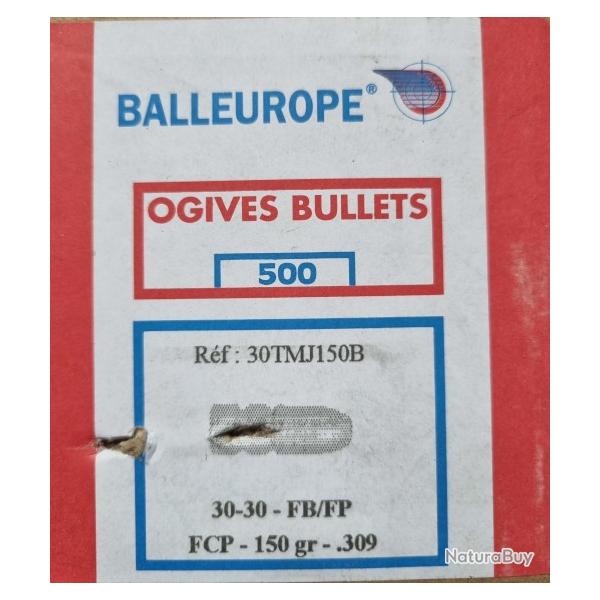 BALLEUROPE®
OGIVES BULLETS
500
Réf : 30TMJ150B
30-30 - FB/FP
FCP - 150 gr - .309
NaturaBuy